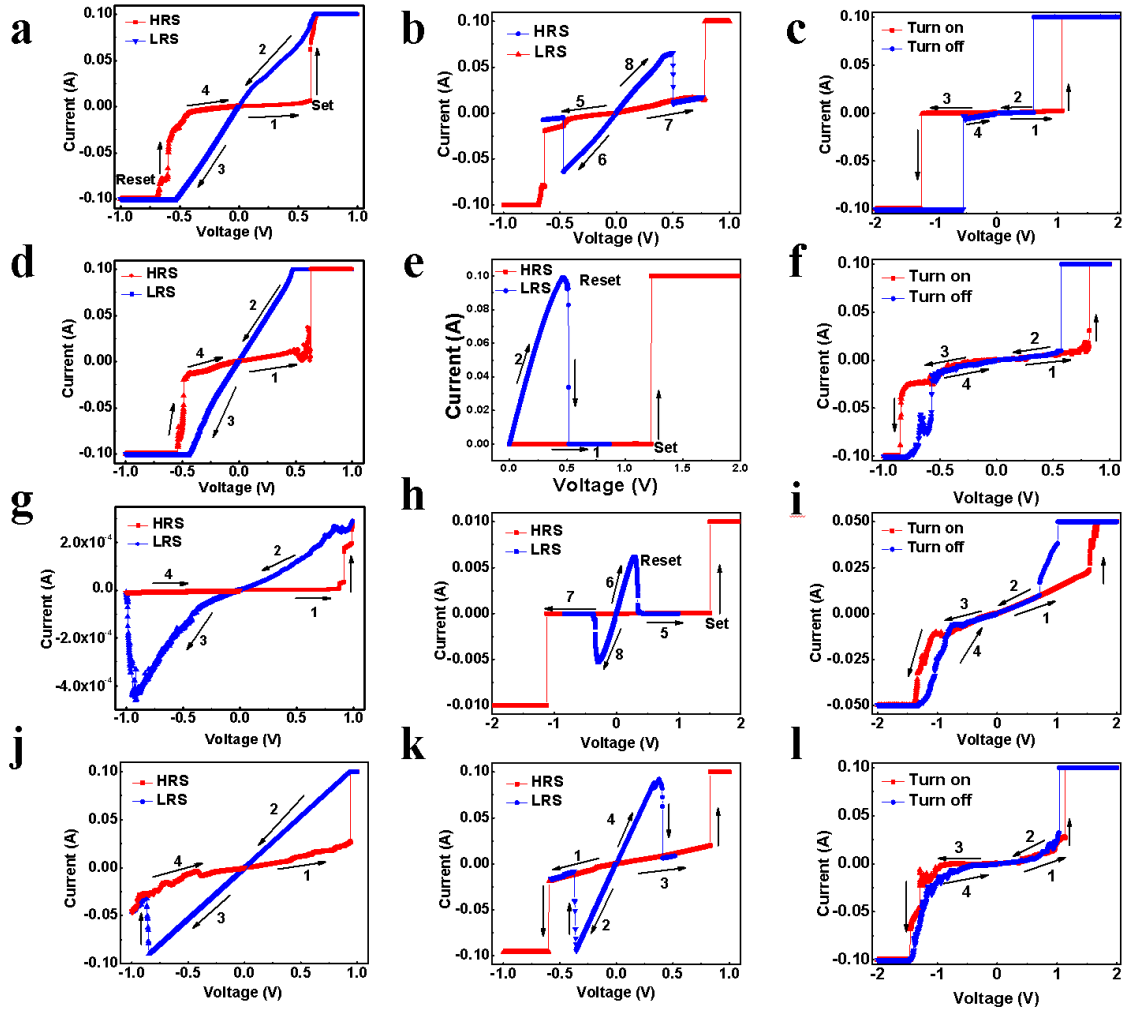 a
HRS
LRS
2
4
Set
1
Reset
3
Current (A)
0.10
0.05
0.00
-0.05
-0.10
-1.0 -0.5 0.0 0.5 1.0
Voltage (V)
b
HRS
LRS
8
5
7
6
Current (A)
0.10
0.05
0.00
-0.05
-0.10
-1.0 -0.5 0.0 0.5 1.0
Voltage (V)
c
Turn on
Turn off
3
2
4
1
Current (A)
0.10
0.05
0.00
-0.05
-0.10
-2 -1 0 1 2
Voltage (V)
d
HRS
LRS
2
4
1
3
Current (A)
0.10
0.05
0.00
-0.05
-0.10
-1.0 -0.5 0.0 0.5 1.0
Voltage (V)
e
HRS
LRS
Reset
2
1
Set
Current (A)
0.10
0.08
0.06
0.04
0.02
0.00
0.0 0.5 1.0 1.5 2.0
Voltage (V)
f
Turn on
Turn off
3
2
4
1
Current (A)
0.10
0.05
0.00
-0.05
-0.10
-1.0 -0.5 0.0 0.5 1.0
Voltage (V)
g
HRS
LRS
2
4
1
3
Current (A)
2.0x10⁻⁴
0.0
-2.0x10⁻⁴
-4.0x10⁻⁴
-1.0 -0.5 0.0 0.5 1.0
Voltage (V)
h
HRS
LRS
Reset
6
7
5
Set
8
Current (A)
0.010
0.005
0.000
-0.005
-0.010
-2 -1 0 1 2
Voltage (V)
i
Turn on
Turn off
2
3
1
4
Current (A)
0.050
0.025
0.000
-0.025
-0.050
-2 -1 0 1 2
Voltage (V)
j
HRS
LRS
2
4
1
3
Current (A)
0.10
0.05
0.00
-0.05
-0.10
-1.0 -0.5 0.0 0.5 1.0
Voltage (V)
k
HRS
LRS
4
1
3
2
Current (A)
0.10
0.05
0.00
-0.05
-0.10
-1.0 -0.5 0.0 0.5 1.0
Voltage (V)
l
Turn on
Turn off
2
3
1
4
Current (A)
0.10
0.05
0.00
-0.05
-0.10
-2 -1 0 1 2
Voltage (V)